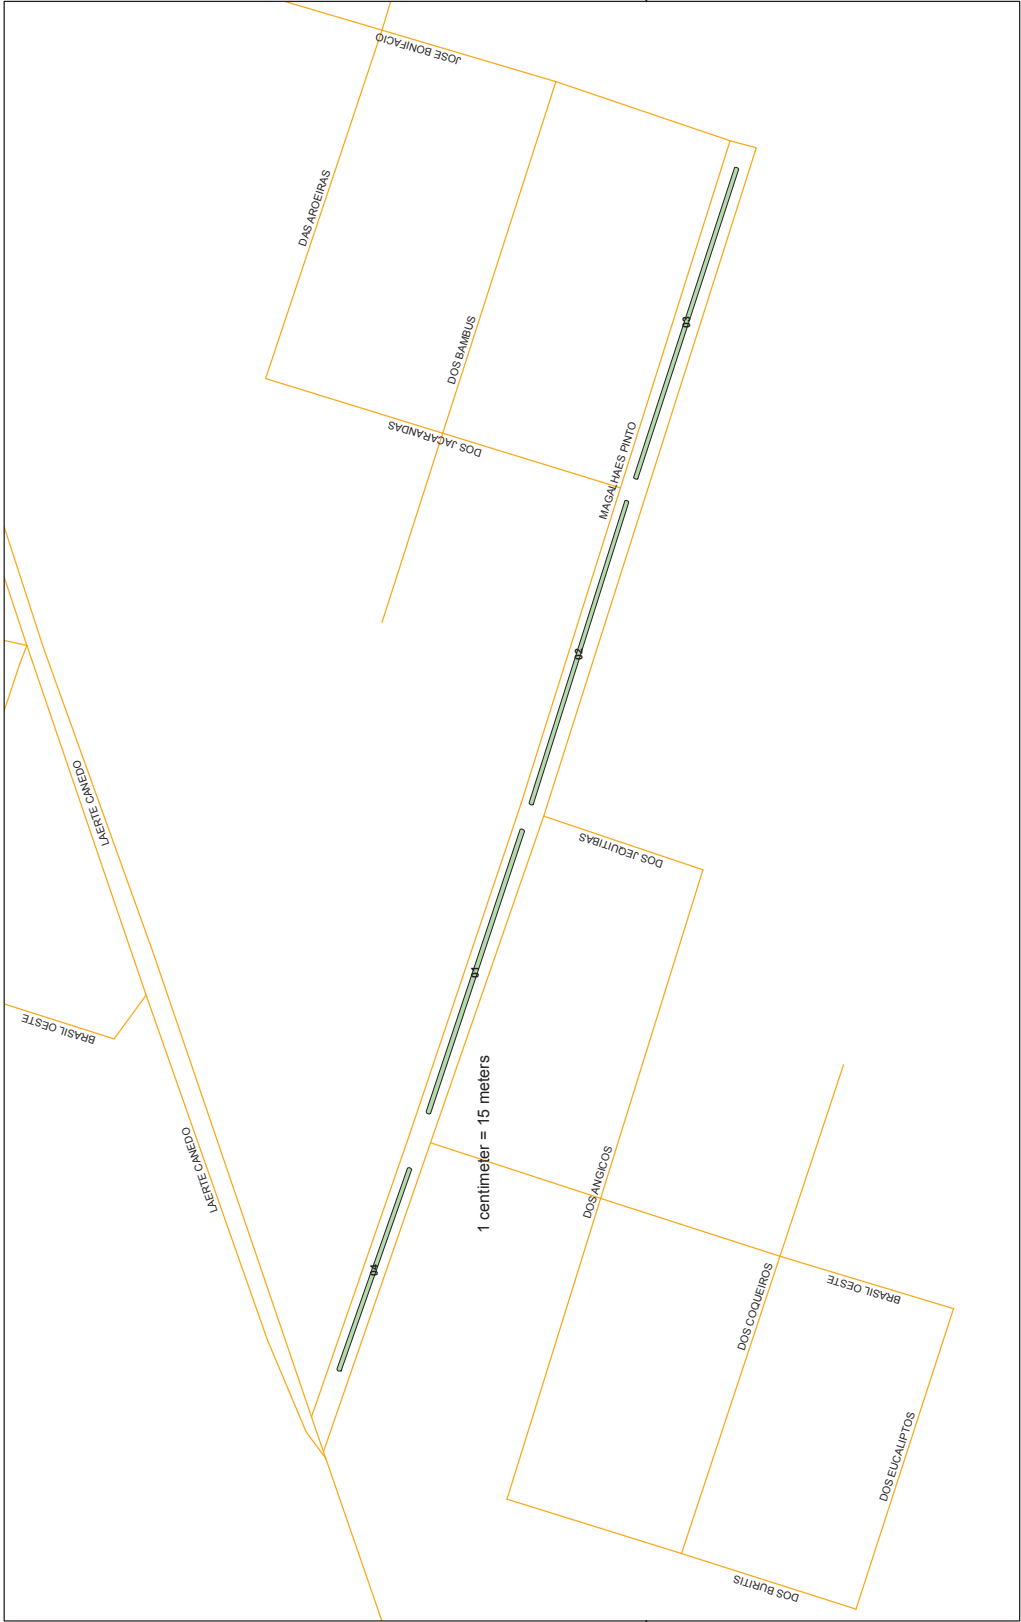 JOSE BONIFACIO
DAS AROEIRAS
DOS BAMBUS
03
DOS JACARANDAS
MAGALHAES PINTO
02
LAERTE CANEDO
DOS JEQUITIBAS
01
BRASIL OESTE
1 centimeter = 15 meters
LAERTE CANEDO
DOS ANGICOS
04
DOS COQUEIROS
BRASIL OESTE
DOS EUCALIPTOS
DOS BURITIS